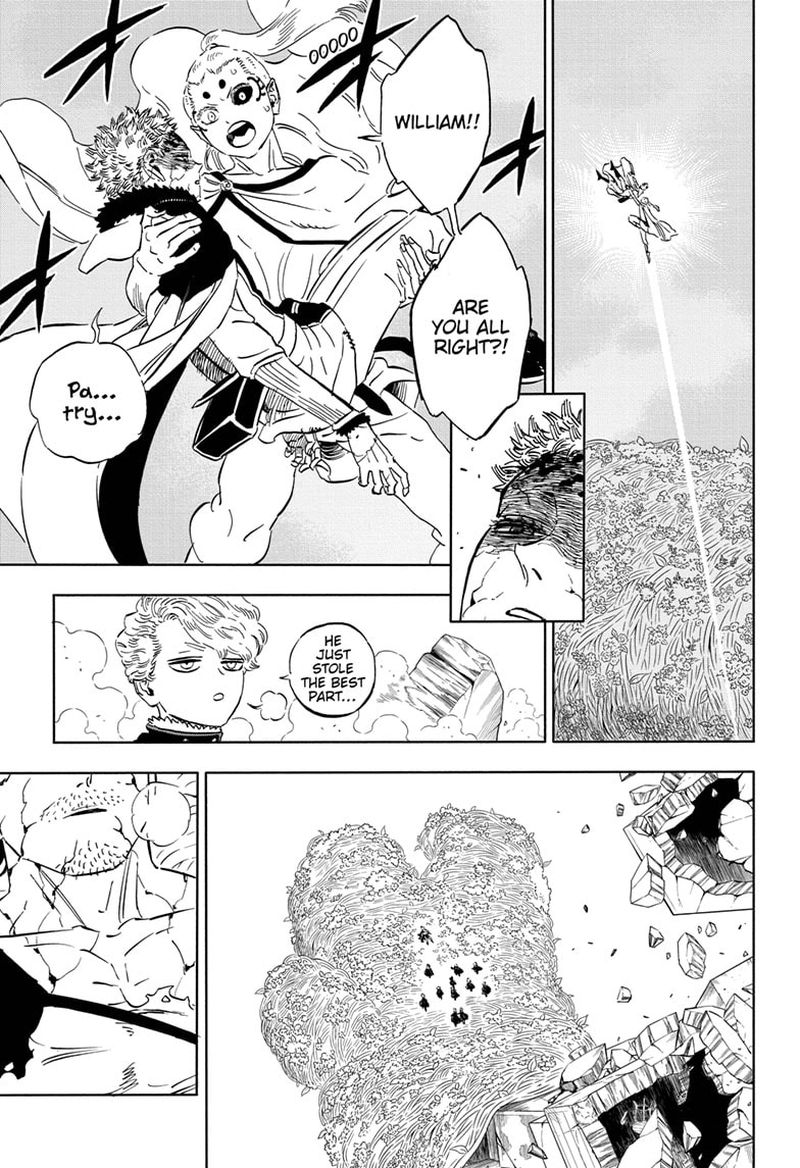 WILLIAM!!
ARE
YOU ALL
RIGHT?!
OOOOO
Pa...
try...
HE
JUST
STOLE
THE BEST
PART...